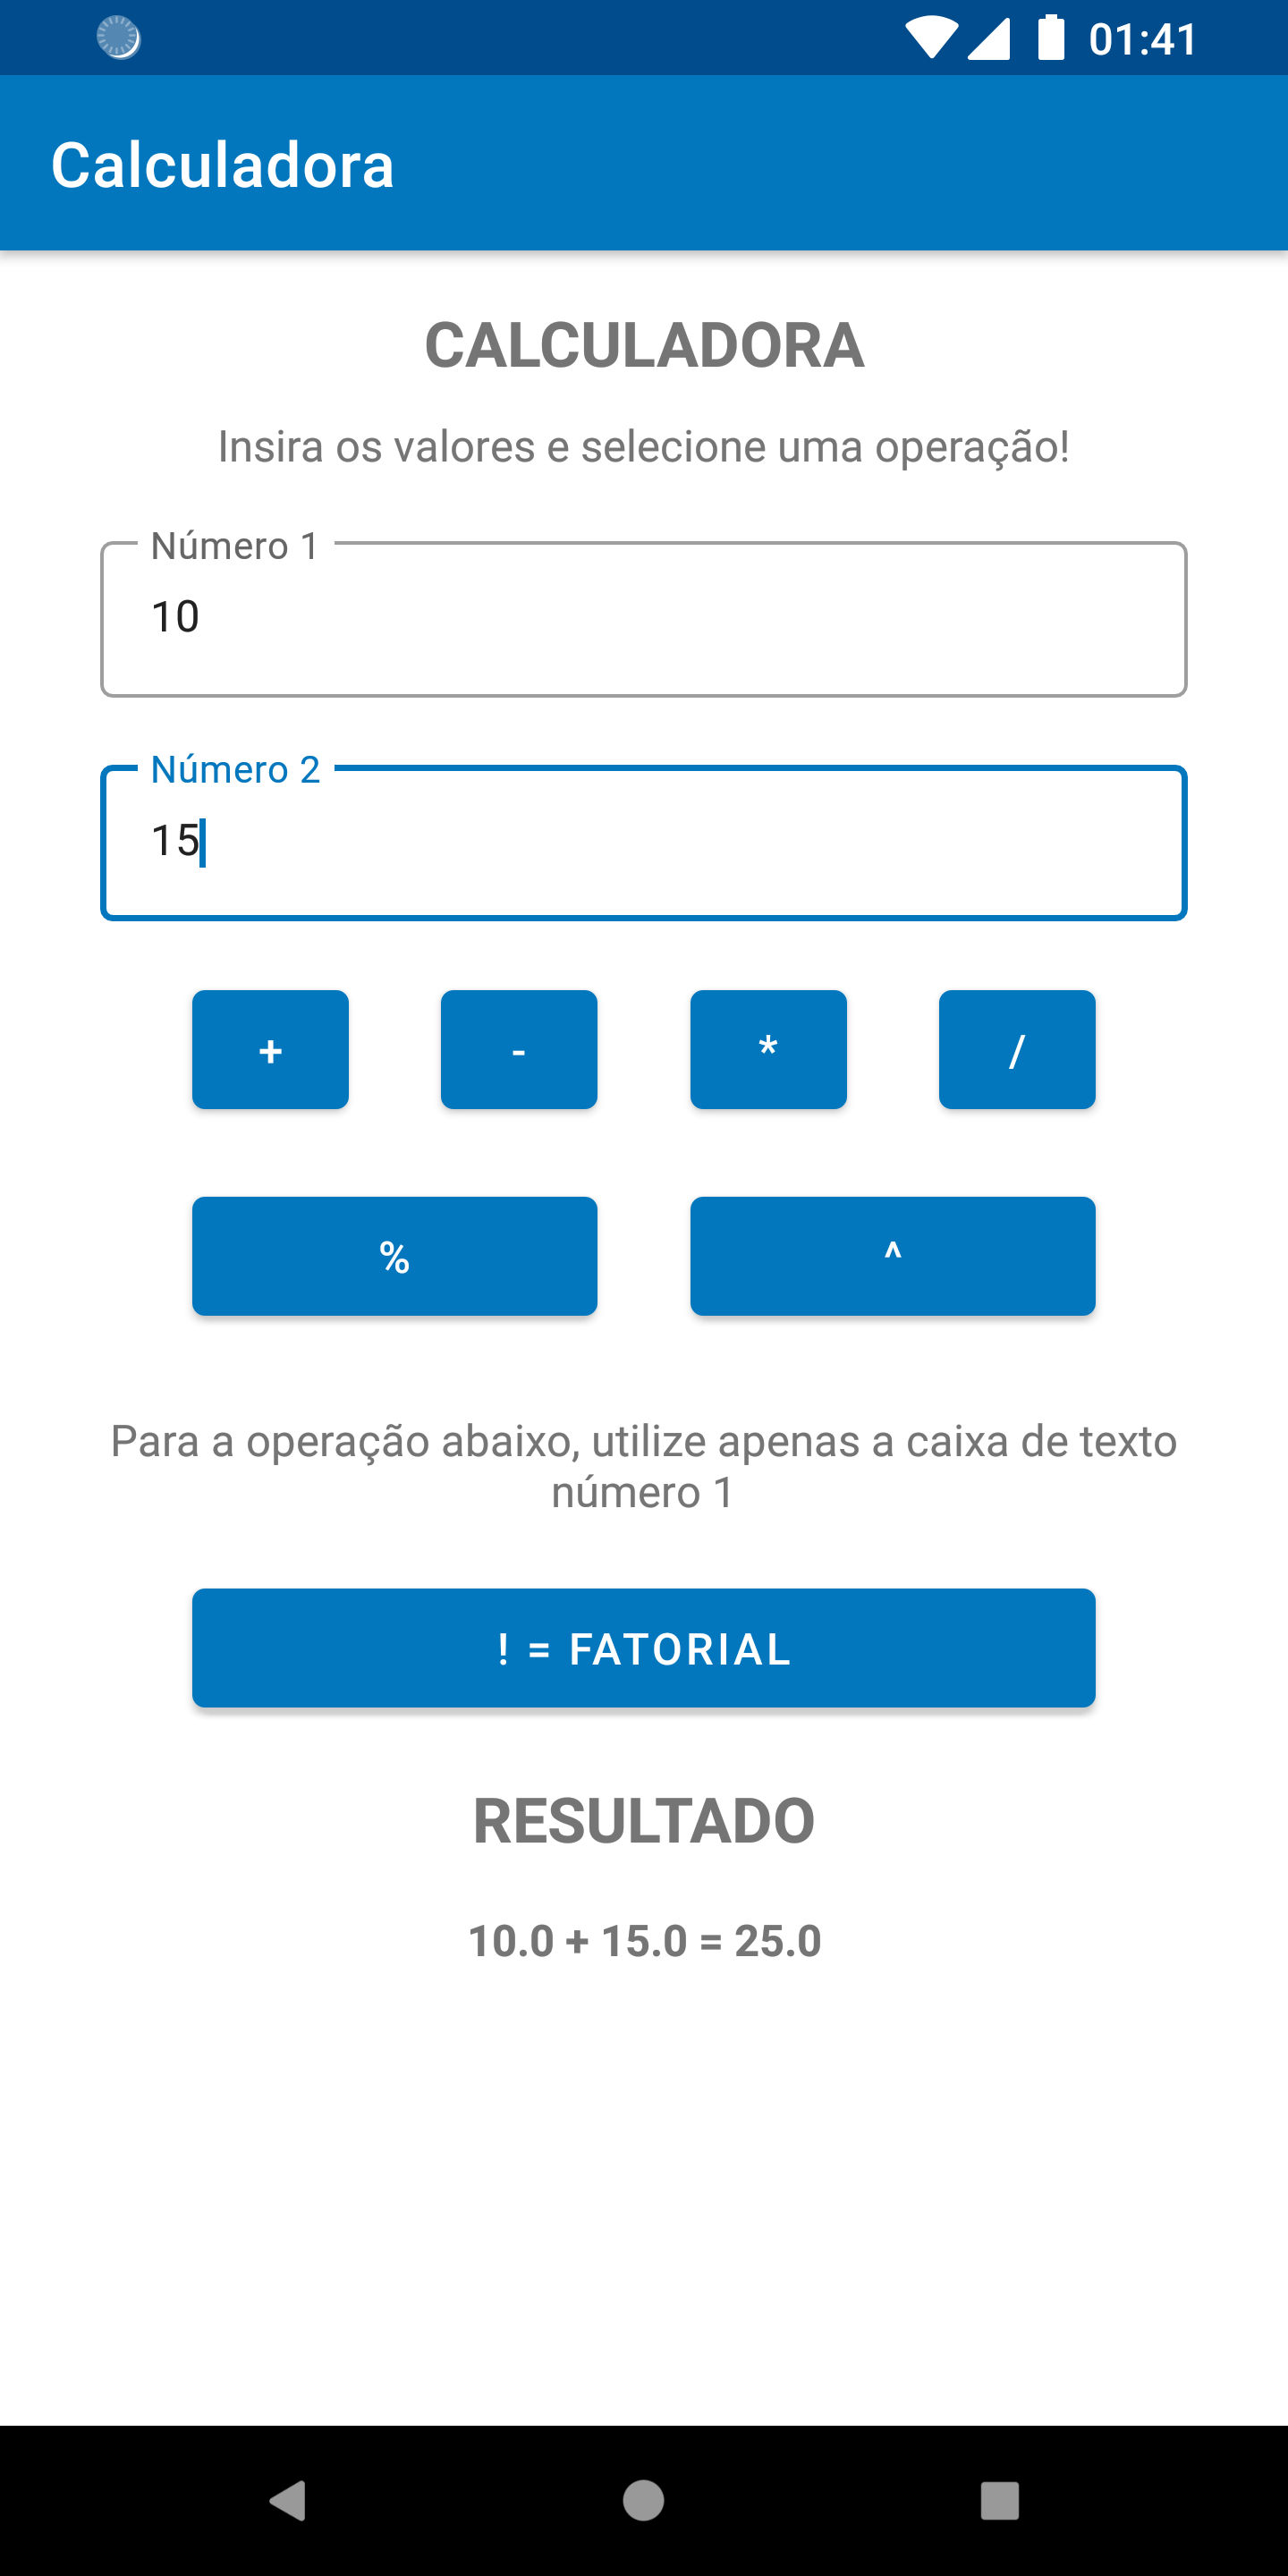 01:41
Calculadora
CALCULADORA
Insira os valores e selecione uma operação!
Número 1
10
Número 2
15
+ - * /
% ^
Para a operação abaixo, utilize apenas a caixa de texto
número 1
! = FATORIAL
RESULTADO
10.0 + 15.0 = 25.0